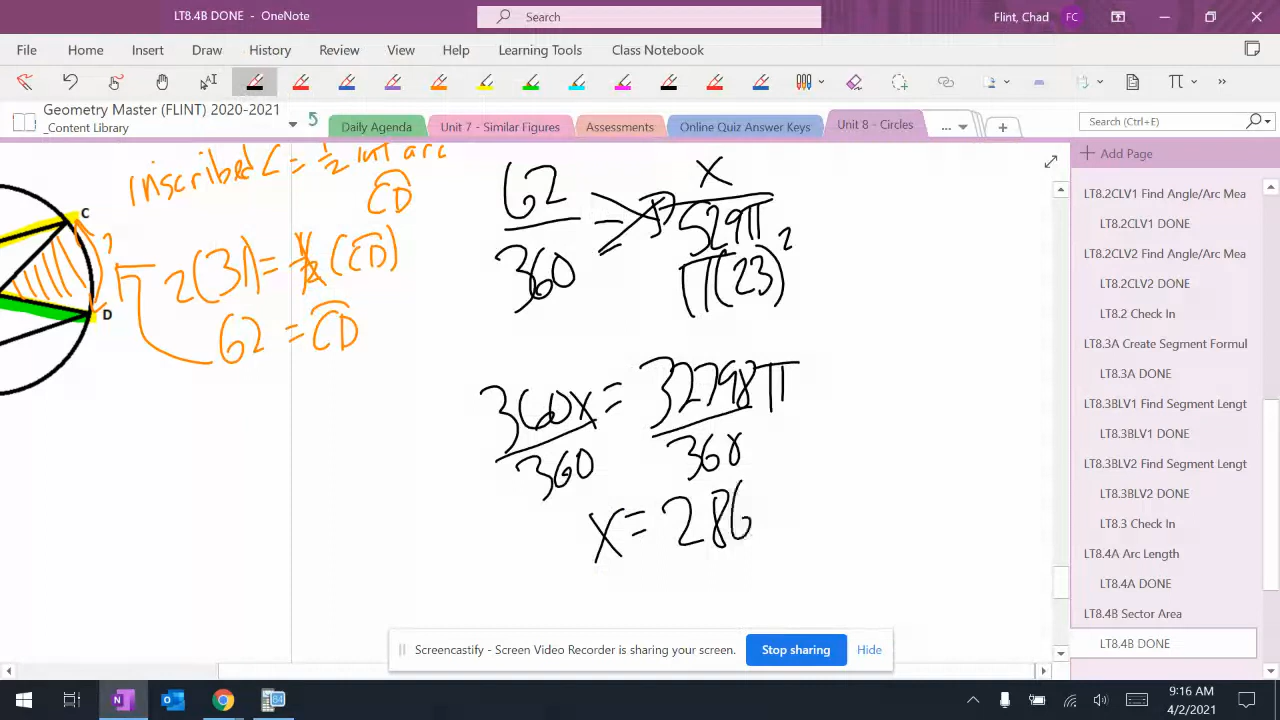 LT8.4B DONE - OneNote
Search
Flint, Chad
FC
File Home Insert Draw History Review View Help Learning Tools Class Notebook
Geometry Master (FLINT) 2020-2021
_Content Library
Daily Agenda
Unit 7 - Similar Figures
Assessments
Online Quiz Answer Keys
Unit 8 - Circles
...
Search (Ctrl+E)
Add Page
LT8.2CLV1 Find Angle/Arc Mea
LT8.2CLV1 DONE
LT8.2CLV2 Find Angle/Arc Mea
LT8.2CLV2 DONE
LT8.2 Check In
LT8.3A Create Segment Formul
LT8.3A DONE
LT8.3BLV1 Find Segment Lengt
LT8.3BLV1 DONE
LT8.3BLV2 Find Segment Lengt
LT8.3BLV2 DONE
LT8.3 Check In
LT8.4A Arc Length
LT8.4A DONE
LT8.4B Sector Area
LT8.4B DONE
inscribed ∠ = 1/2 int arc
CD
C
?
D
2(31) = 1/2 (CD)
62 = CD
62 = x
360 529π
π(23)²
360x = 32798π
360 360
x = 286
Screencastify - Screen Video Recorder is sharing your screen.
Stop sharing
Hide
84
9:16 AM
4/2/2021